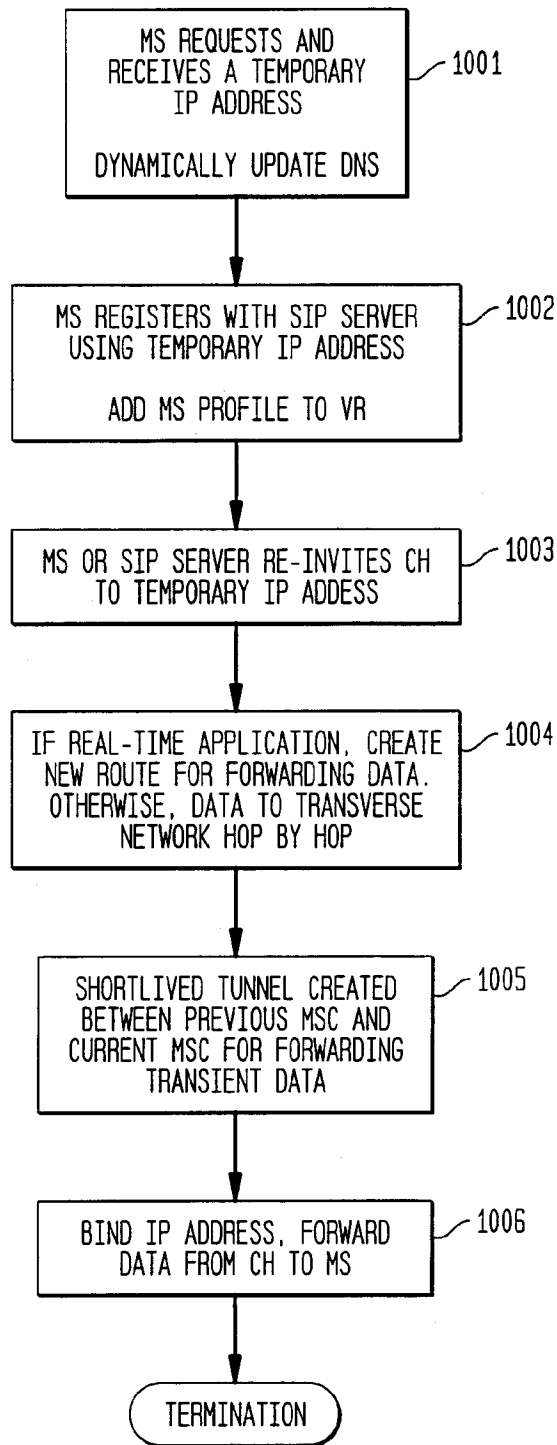 MS REQUESTS AND
RECEIVES A TEMPORARY
IP ADDRESS
DYNAMICALLY UPDATE DNS
1001
MS REGISTERS WITH SIP SERVER
USING TEMPORARY IP ADDRESS
ADD MS PROFILE TO VR
1002
MS OR SIP SERVER RE-INVITES CH
TO TEMPORARY IP ADDESS
1003
IF REAL-TIME APPLICATION, CREATE
NEW ROUTE FOR FORWARDING DATA.
OTHERWISE, DATA TO TRANSVERSE
NETWORK HOP BY HOP
1004
SHORTLIVED TUNNEL CREATED
BETWEEN PREVIOUS MSC AND
CURRENT MSC FOR FORWARDING
TRANSIENT DATA
1005
BIND IP ADDRESS, FORWARD
DATA FROM CH TO MS
1006
TERMINATION